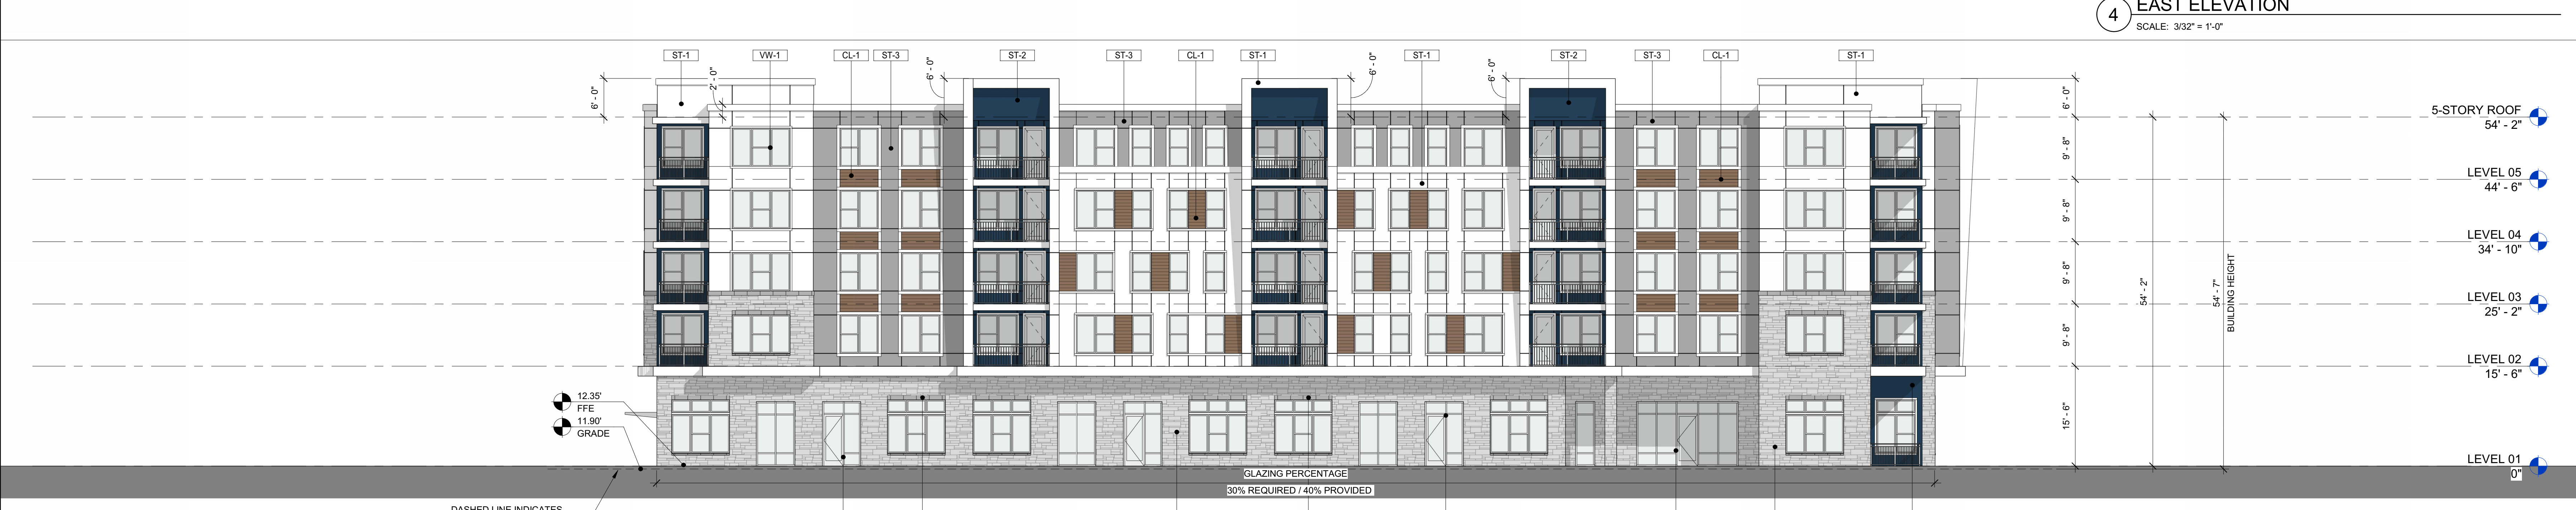 4
EAST ELEVATION
SCALE: 3/32" = 1'-0"
ST-1
VW-1
CL-1
ST-3
ST-2
ST-3
CL-1
ST-1
ST-1
ST-2
ST-3
CL-1
ST-1
6' - 0"
2' - 0"
6' - 0"
6' - 0"
6' - 0"
6' - 0"
9' - 8"
9' - 8"
9' - 8"
9' - 8"
15' - 6"
54' - 2"
54' - 7"
BUILDING HEIGHT
5-STORY ROOF
54' - 2"
LEVEL 05
44' - 6"
LEVEL 04
34' - 10"
LEVEL 03
25' - 2"
LEVEL 02
15' - 6"
LEVEL 01
0"
12.35'
FFE
11.90'
GRADE
GLAZING PERCENTAGE
30% REQUIRED / 40% PROVIDED
DASHED LINE INDICATES